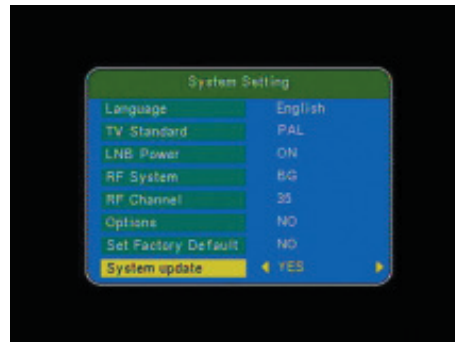 System Setting
Language English
TV Standard PAL
LNB Power ON
RF System BG
RF Channel 35
Options NO
Set Factory Default NO
System update YES